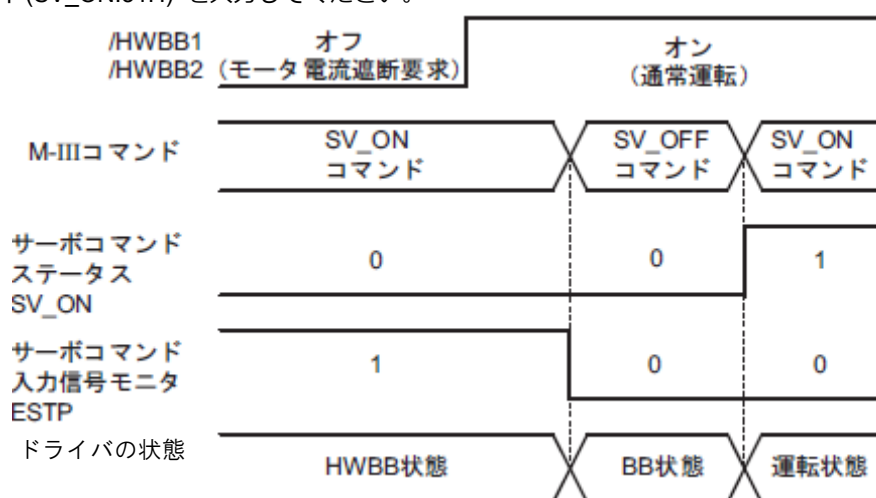 (SV_ON:31H) を入力してください。
/HWBB1
/HWBB2
オフ
(モータ電流遮断要求)
オン
(通常運転)
M-IIIコマンド
SV_ON
コマンド
SV_OFF
コマンド
SV_ON
コマンド
サーボコマンド
ステータス
SV_ON
0
0
1
サーボコマンド
入力信号モニタ
ESTP
1
0
0
ドライバの状態
HWBB状態
BB状態
運転状態